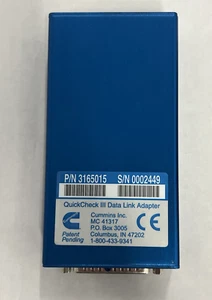 P/N 3165015 S/N 0002449
QuickCheck III Data Link Adapter
Cummins Inc.
MC 41317
P.O. Box 3005
Columbus, IN 47202
1-800-433-9341
Patent
Pending
CE